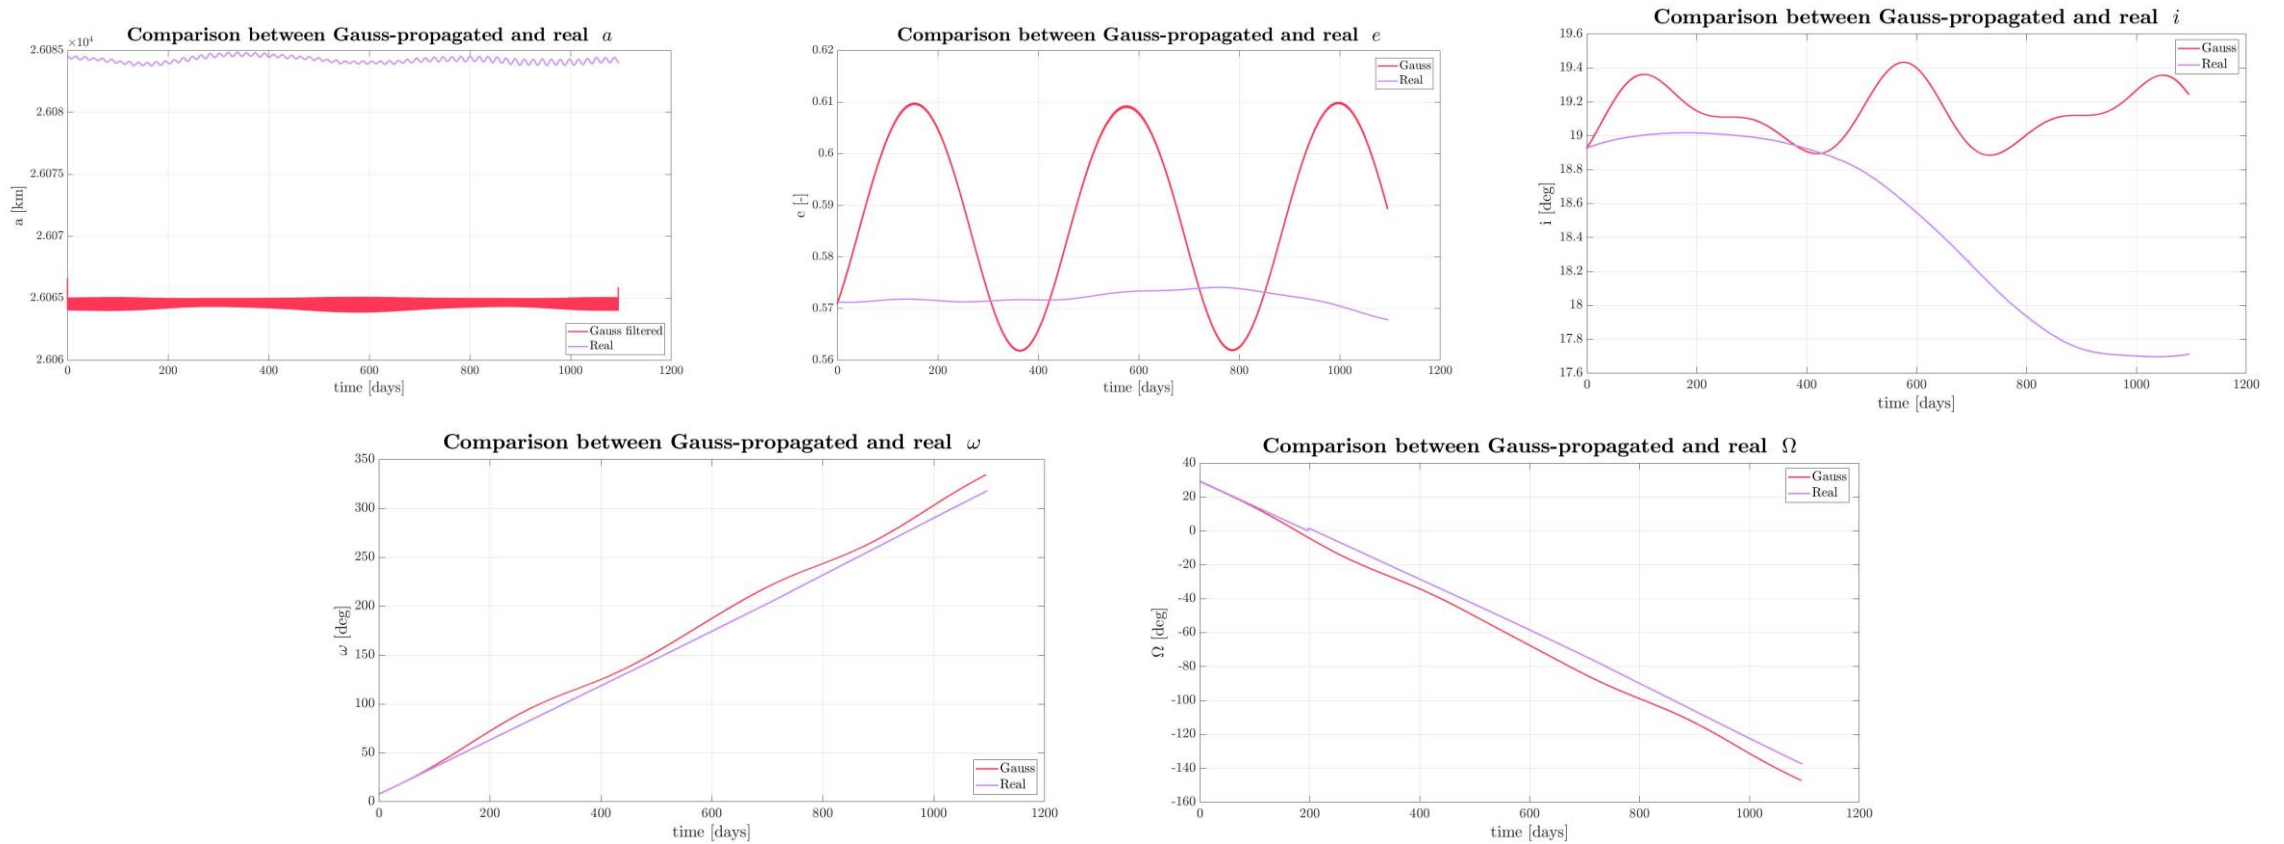 Comparison between Gauss-propagated and real a
×10⁴
2.6085
2.608
2.6075
2.607
2.6065
2.606
a [km]
0 200 400 600 800 1000 1200
time [days]
Gauss filtered
Real
Comparison between Gauss-propagated and real e
0.62
0.61
0.6
0.59
0.58
0.57
0.56
e [-]
0 200 400 600 800 1000 1200
time [days]
Gauss
Real
Comparison between Gauss-propagated and real i
19.6
19.4
19.2
19
18.8
18.6
18.4
18.2
18
17.8
17.6
i [deg]
0 200 400 600 800 1000 1200
time [days]
Gauss
Real
Comparison between Gauss-propagated and real ω
350
300
250
200
150
100
50
0
ω [deg]
0 200 400 600 800 1000 1200
time [days]
Gauss
Real
Comparison between Gauss-propagated and real Ω
40
20
0
-20
-40
-60
-80
-100
-120
-140
-160
Ω [deg]
0 200 400 600 800 1000 1200
time [days]
Gauss
Real